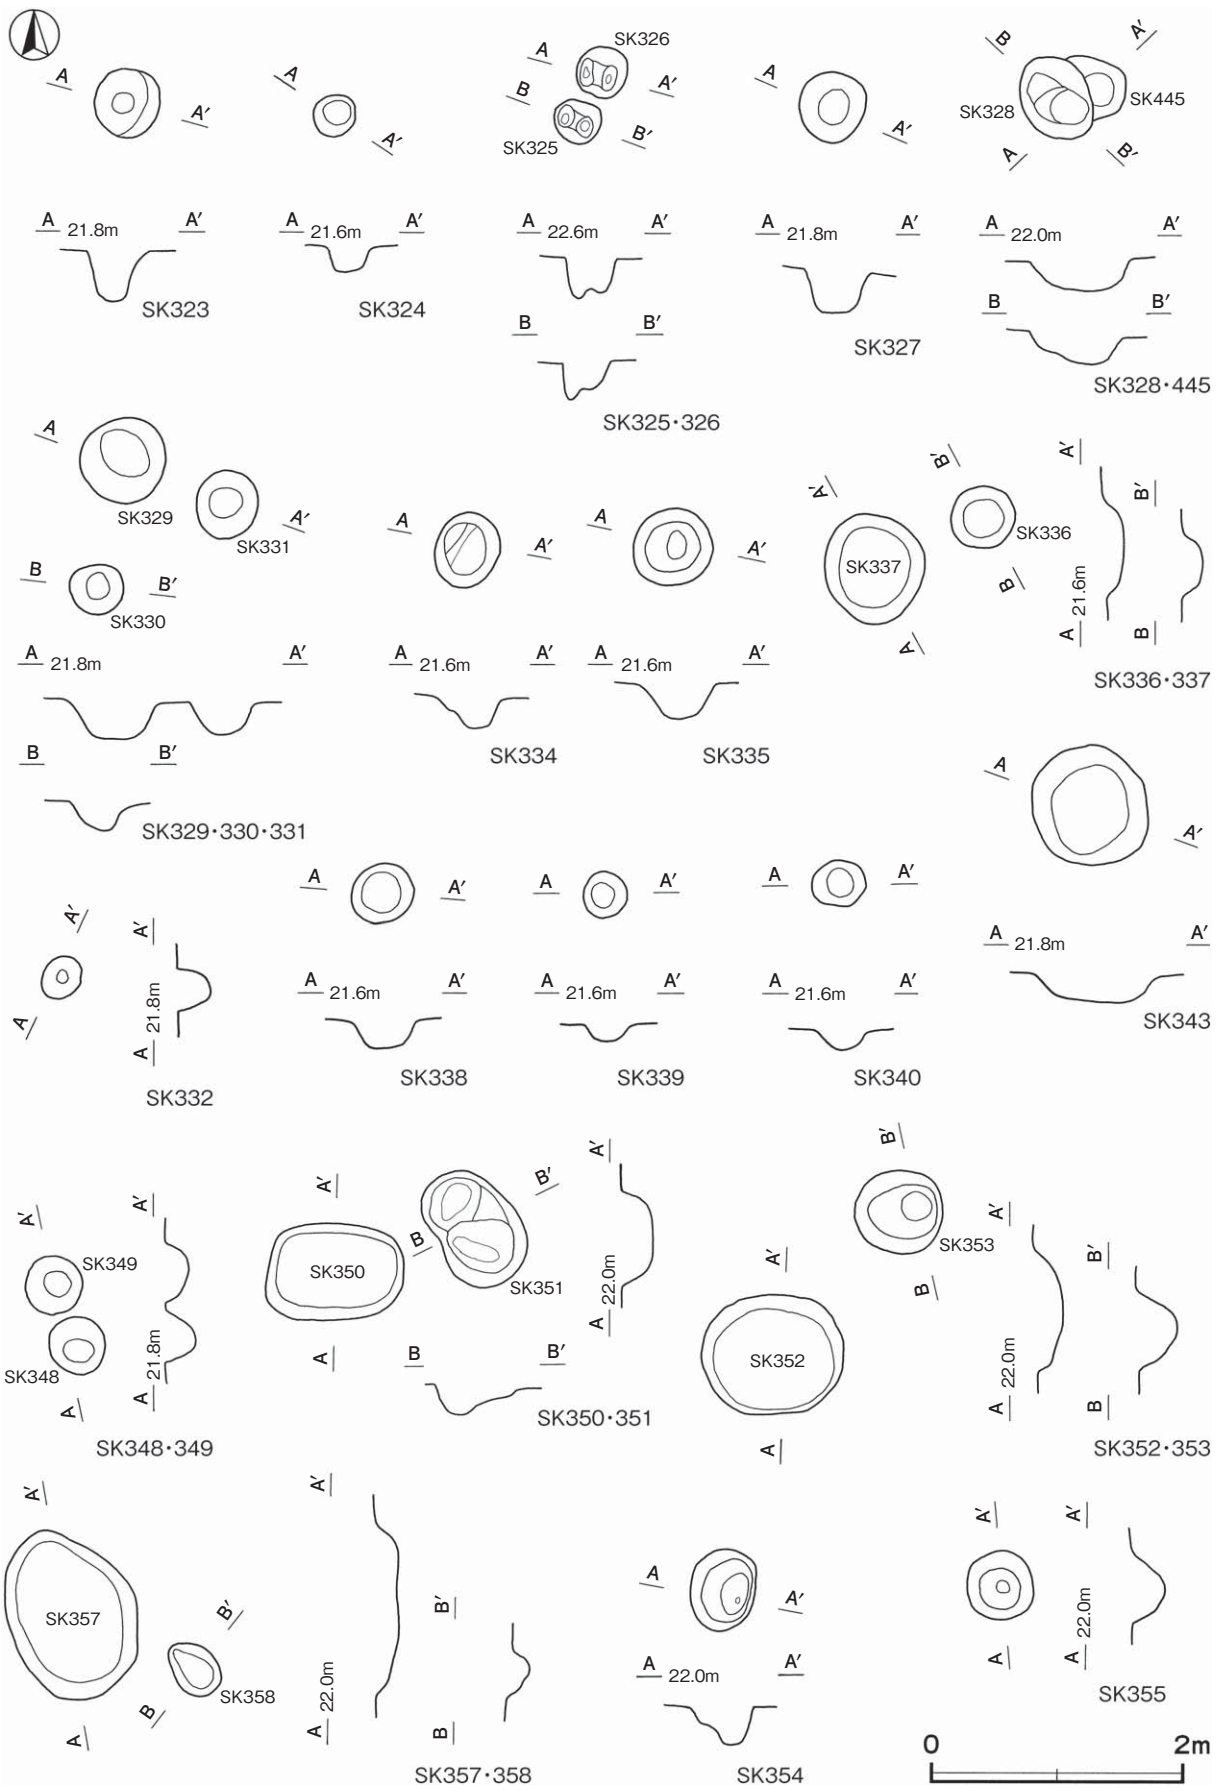 A
A'
A
A'
SK326
A
A'
B
B'
SK325
A
A'
B
A'
SK328
SK445
A
B'
A 21.8m A'
SK323
A 21.6m A'
SK324
A 22.6m A'
B B'
SK325・326
A 21.8m A'
SK327
A 22.0m A'
B B'
SK328・445
A
SK329
A'
SK331
B B'
SK330
A 21.8m A'
B B'
SK329・330・331
A
A'
A 21.6m A'
SK334
A
A'
A 21.6m A'
SK335
A'
SK337
A
B'
SK336
B
A'
B'
21.6m
A
B
SK336・337
A'
A
A'
21.8m
A
SK332
A A'
A 21.6m A'
SK338
A A'
A 21.6m A'
SK339
A A'
A 21.6m A'
SK340
A
A'
A 21.8m A'
SK343
A'
SK349
SK348
A
A'
21.8m
A
SK348・349
A'
SK350
A
B'
B
SK351
A'
22.0m
A
B B'
SK350・351
A'
SK352
A
B'
SK353
B
A'
B'
22.0m
A
B
SK352・353
A'
SK357
A
B'
SK358
B
A'
B'
22.0m
A
B
SK357・358
A
A'
A 22.0m A'
SK354
A'
A
A'
22.0m
A
SK355
0 2m